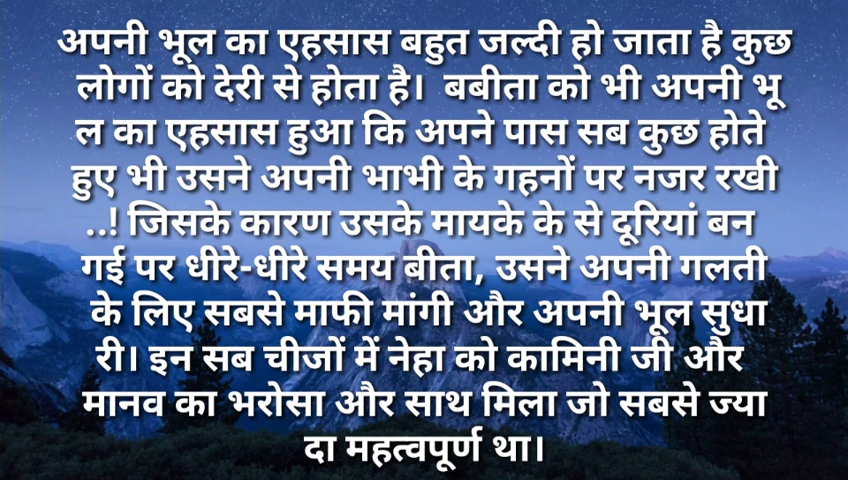 अपनी भूल का एहसास बहुत जल्दी हो जाता है कुछ
लोगों को देरी से होता है। बबीता को भी अपनी भू
ल का एहसास हुआ कि अपने पास सब कुछ होते
हुए भी उसने अपनी भाभी के गहनों पर नजर रखी
..! जिसके कारण उसके मायके के से दूरियां बन
गई पर धीरे-धीरे समय बीता, उसने अपनी गलती
के लिए सबसे माफी मांगी और अपनी भूल सुधा
री। इन सब चीजों में नेहा को कामिनी जी और
मानव का भरोसा और साथ मिला जो सबसे ज्या
दा महत्वपूर्ण था।